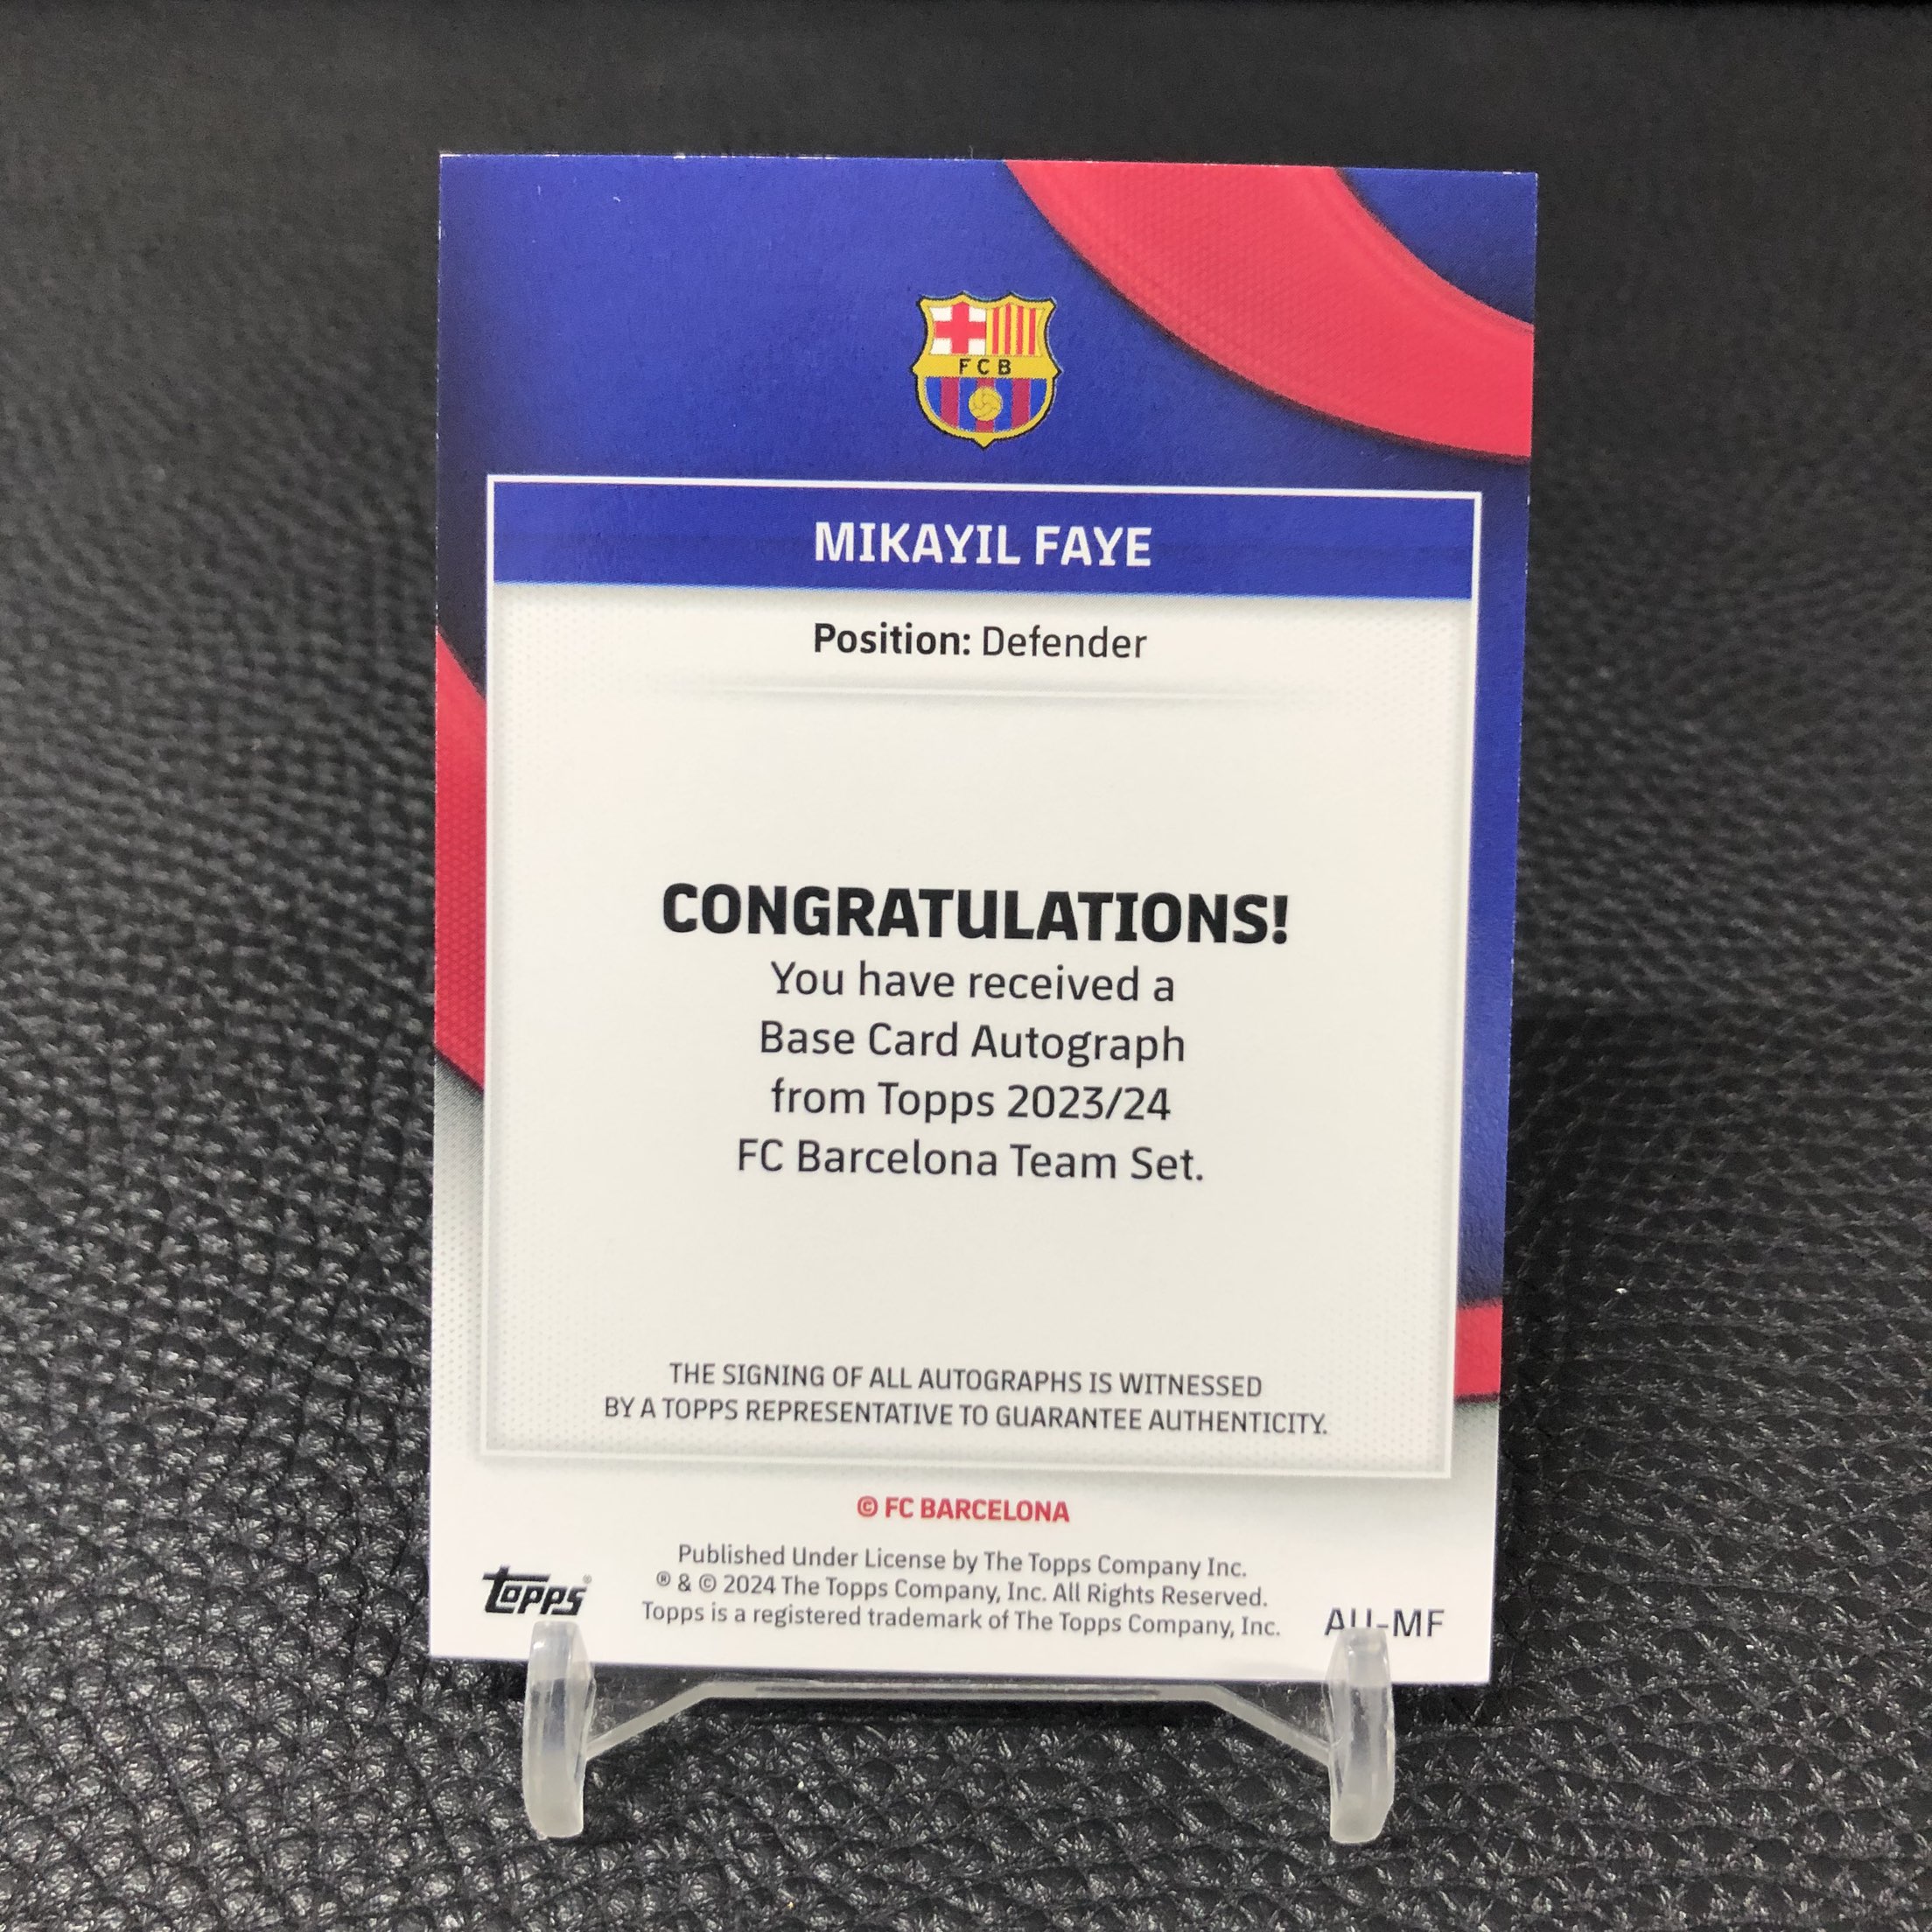 FCB
MIKAYIL FAYE
Position: Defender
CONGRATULATIONS!
You have received a
Base Card Autograph
from Topps 2023/24
FC Barcelona Team Set.
THE SIGNING OF ALL AUTOGRAPHS IS WITNESSED
BY A TOPPS REPRESENTATIVE TO GUARANTEE AUTHENTICITY.
© FC BARCELONA
Published Under License by The Topps Company Inc.
® & © 2024 The Topps Company, Inc. All Rights Reserved.
Topps is a registered trademark of The Topps Company, Inc.
topps®
AU-MF